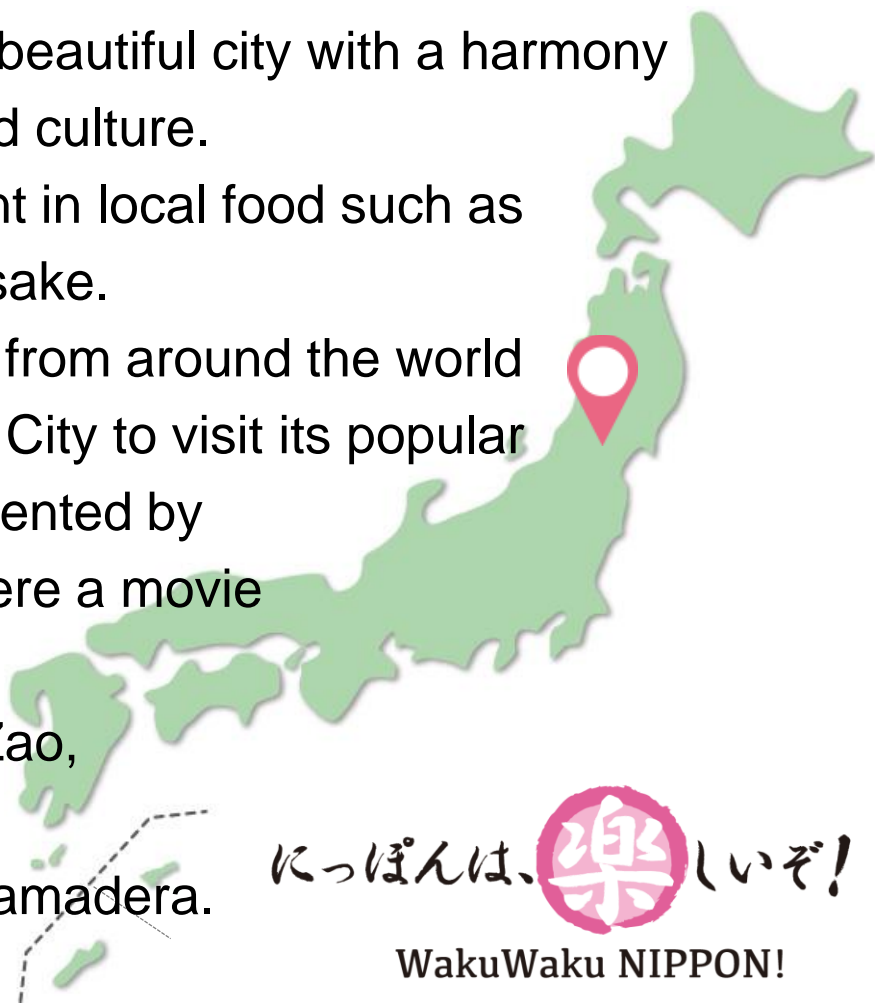 beautiful city with a harmony
d culture.
nt in local food such as
sake.
from around the world
City to visit its popular
ented by
ere a movie
Zao,
amadera.
にっぽんは、楽しいぞ!
WakuWaku NIPPON!